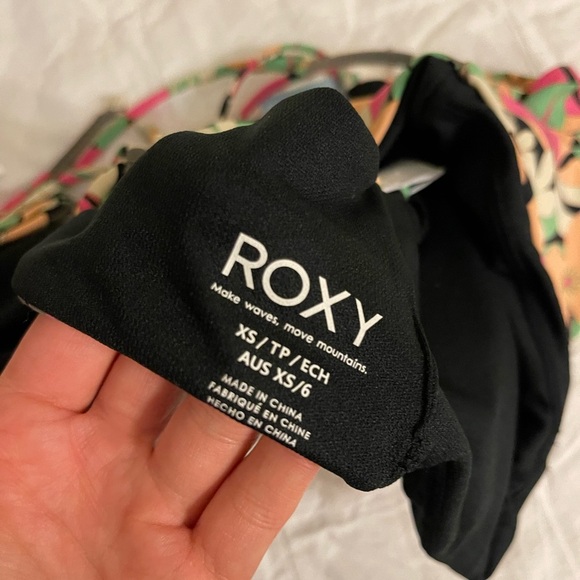 ROXY
Make waves, move mountains.
XS/TP/ECH
AUS XS/6
MADE IN CHINA
FABRIQUÉ EN CHINE
HECHO EN CHINA